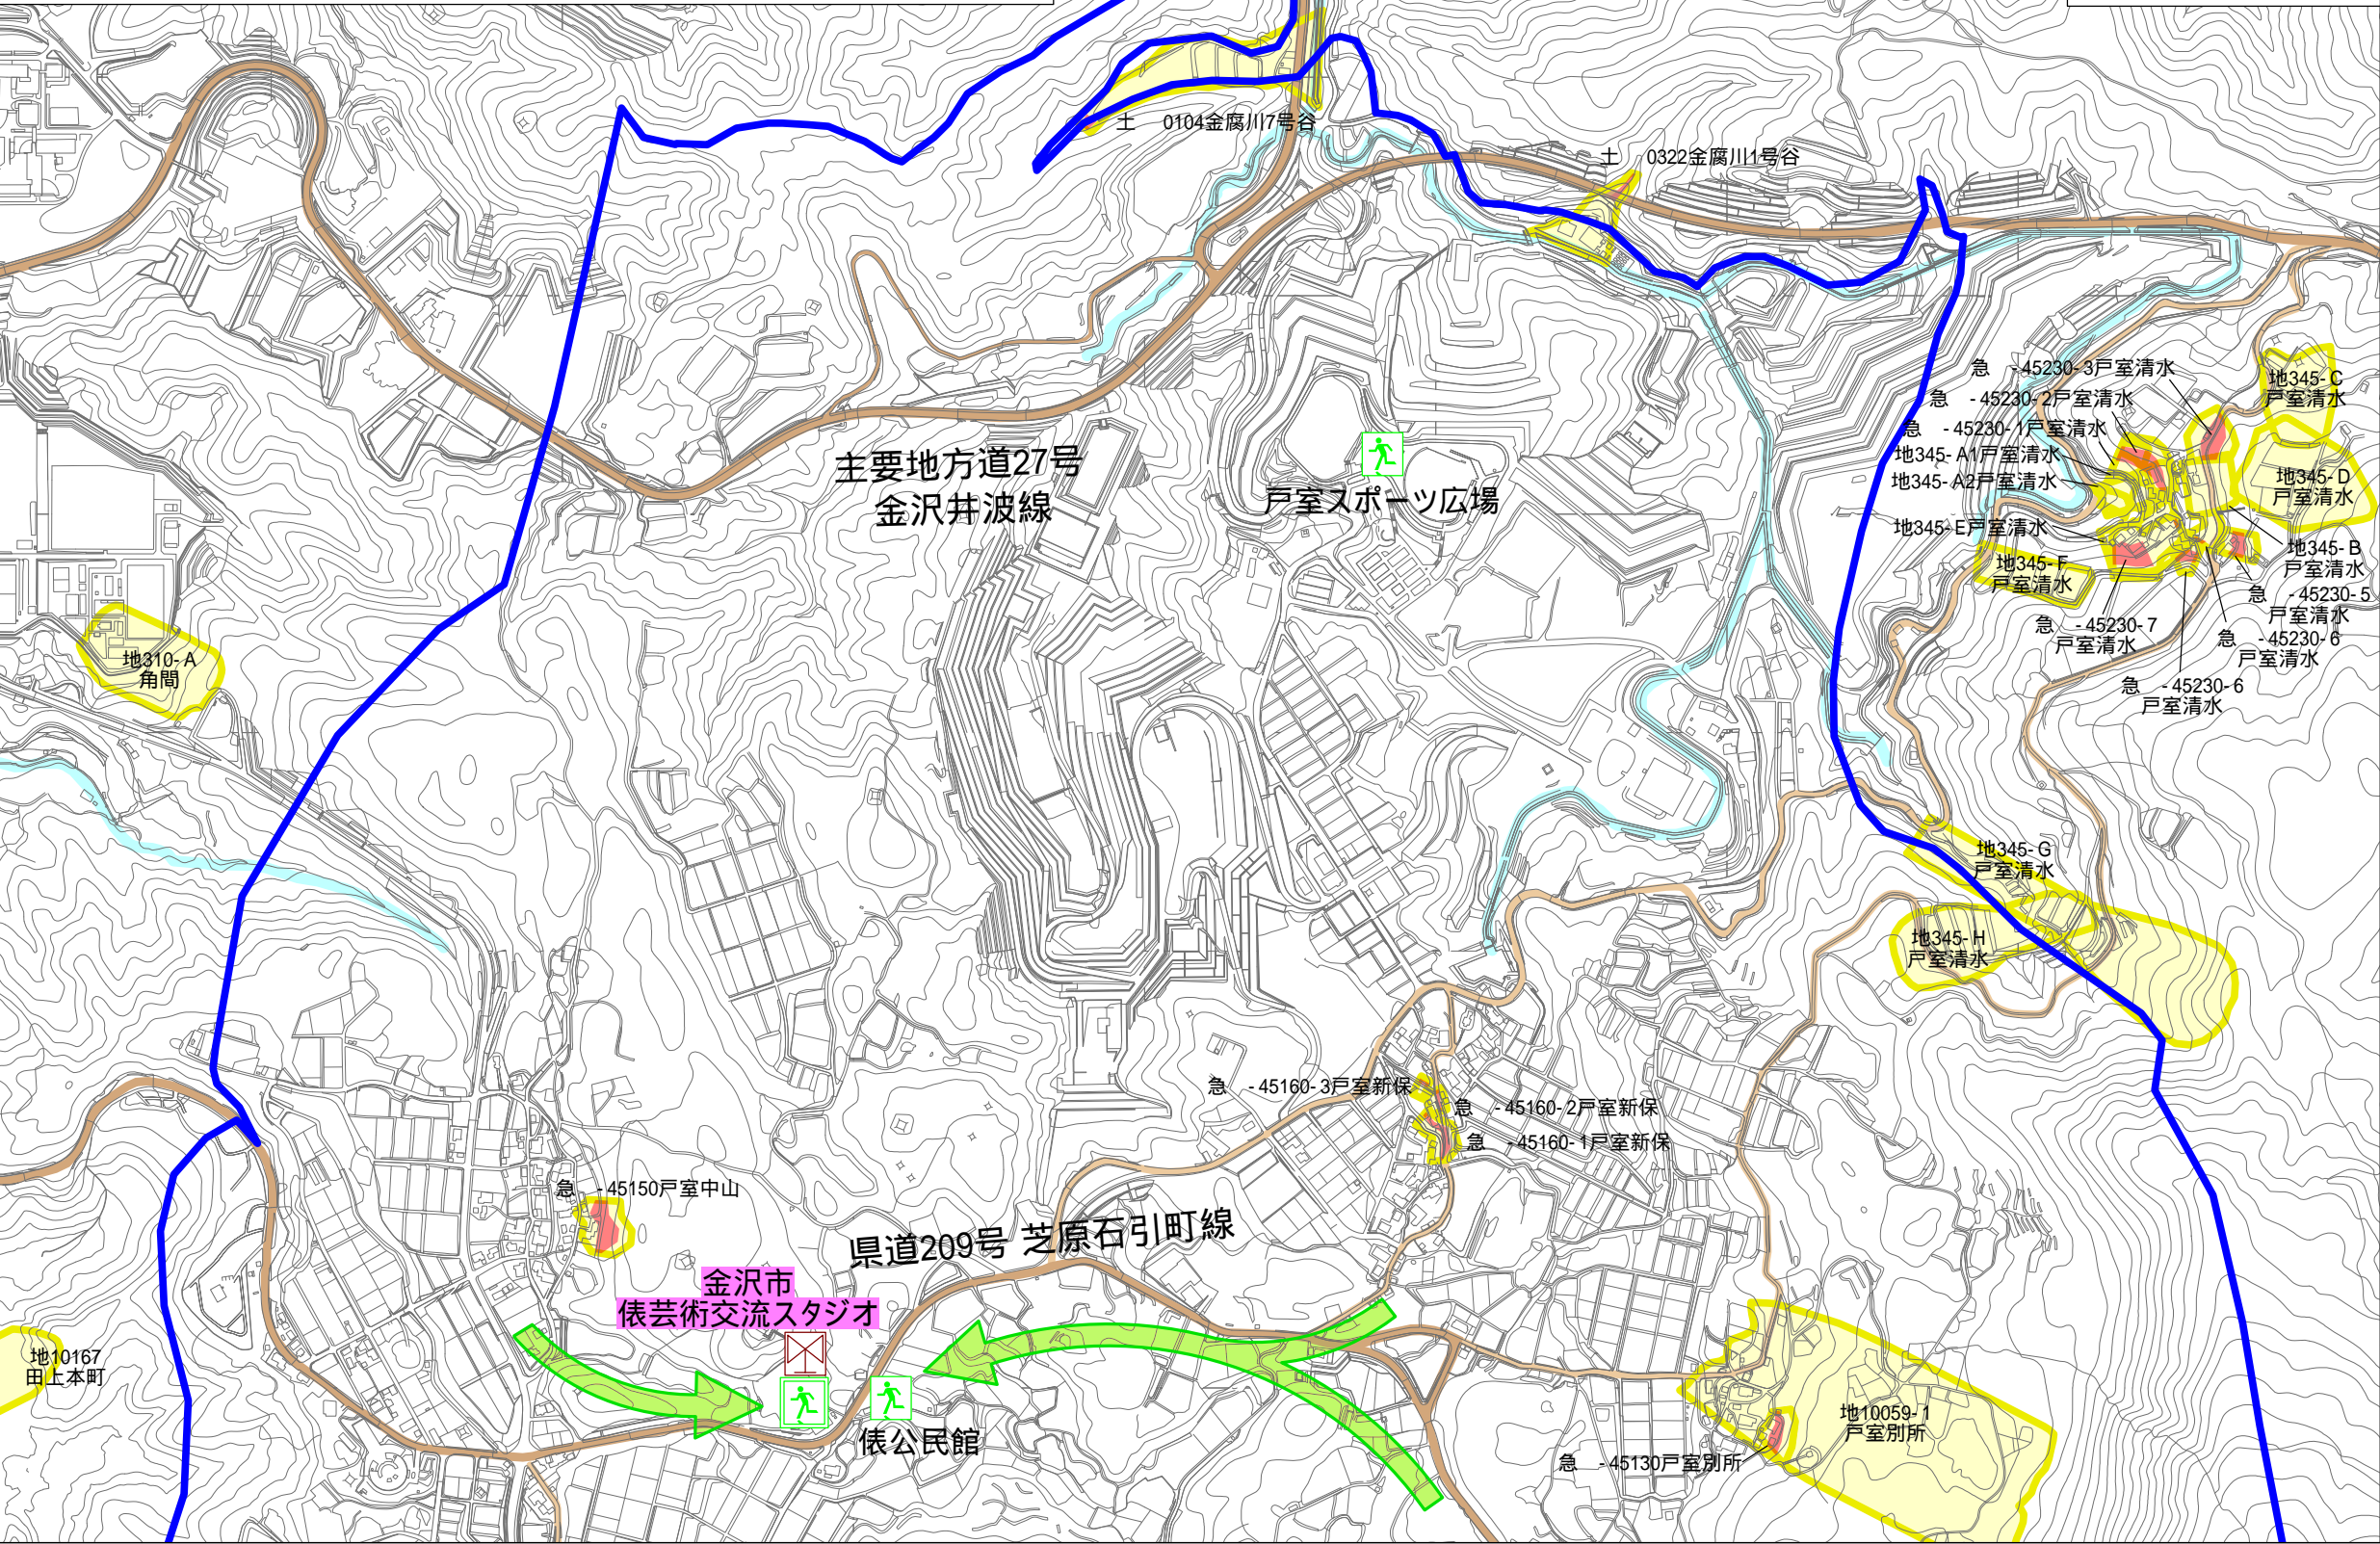 土　0104金腐川7号谷
土　0322金腐川1号谷
急　-45230-3戸室清水
急　-45230-2戸室清水
急　-45230-1戸室清水
地345-A1戸室清水
地345-A2戸室清水
地345-E戸室清水
地345-C
戸室清水
地345-D
戸室清水
地345-B
戸室清水
地345-F
戸室清水
急　-45230-5
戸室清水
急　-45230-7
戸室清水
急　-45230-6
戸室清水
急　-45230-6
戸室清水
主要地方道27号
金沢井波線
戸室スポーツ広場
地310-A
角間
地345-G
戸室清水
地345-H
戸室清水
急　-45160-3戸室新保
急　-45160-2戸室新保
急　-45160-1戸室新保
急　-45150戸室中山
県道209号 芝原石引町線
金沢市
俵芸術交流スタジオ
俵公民館
地10167
田上本町
地10059-1
戸室別所
急　-45130戸室別所